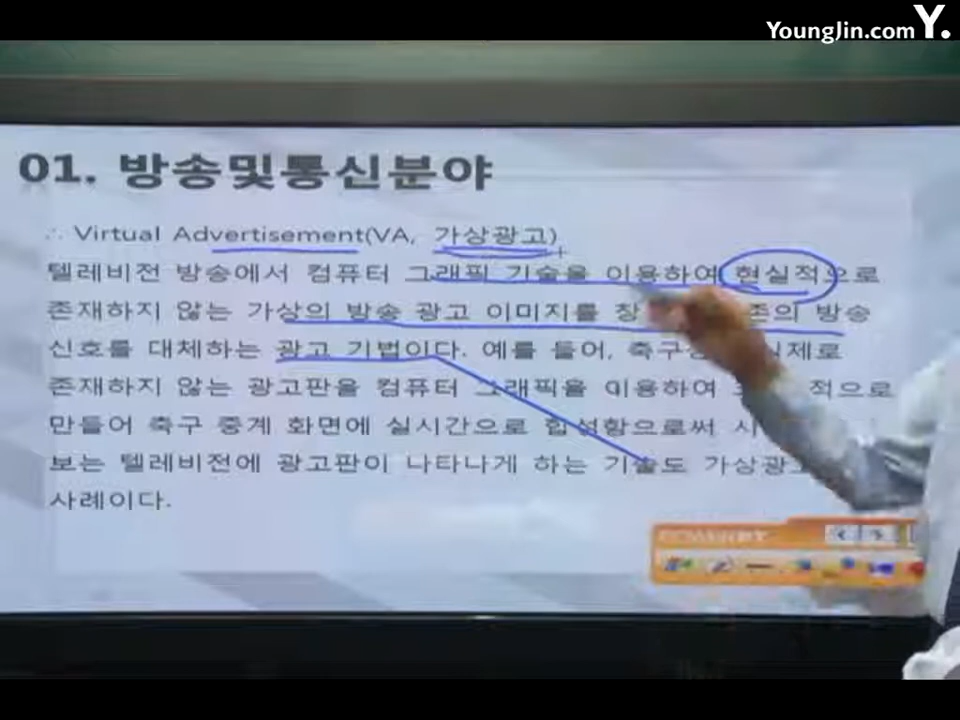 YoungJin.com Y.
01. 방송및통신분야
∴ Virtual Advertisement(VA, 가상광고)
텔레비전 방송에서 컴퓨터 그래픽 기술을 이용하여 현실적으로
존재하지 않는 가상의 방송 광고 이미지를 창 존의 방송
신호를 대체하는 광고 기법이다. 예를 들어, 축구 실제로
존재하지 않는 광고판을 컴퓨터 그래픽을 이용하여 적으로
만들어 축구 중계 화면에 실시간으로 합성함으로써 시
보는 텔레비전에 광고판이 나타나게 하는 기술도 가상광
사례이다.